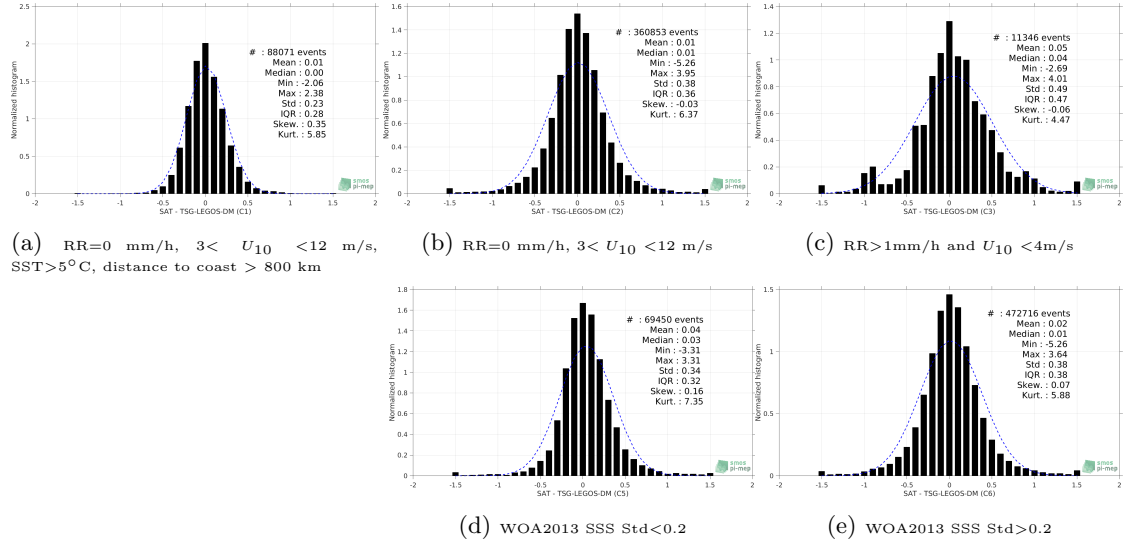 Normalized histogram
2.5
2
1.5
1
0.5
0
-2 -1.5 -1 -0.5 0 0.5 1 1.5 2
SAT - TSG-LEGOS-DM (C1)
# : 88071 events
Mean : 0.01
Median : 0.00
Min : -2.06
Max : 2.38
Std : 0.23
IQR : 0.28
Skew. : 0.35
Kurt. : 5.85
smos
pi-mep
(a) RR=0 mm/h, 3< U10 <12 m/s,
SST>5°C, distance to coast > 800 km
Normalized histogram
1.6
1.4
1.2
1
0.8
0.6
0.4
0.2
0
-2 -1.5 -1 -0.5 0 0.5 1 1.5 2
SAT - TSG-LEGOS-DM (C2)
# : 360853 events
Mean : 0.01
Median : 0.01
Min : -5.26
Max : 3.95
Std : 0.38
IQR : 0.36
Skew. : -0.03
Kurt. : 6.37
smos
pi-mep
(b) RR=0 mm/h, 3< U10 <12 m/s
Normalized histogram
1.4
1.2
1
0.8
0.6
0.4
0.2
0
-2 -1.5 -1 -0.5 0 0.5 1 1.5 2
SAT - TSG-LEGOS-DM (C3)
# : 11346 events
Mean : 0.05
Median : 0.04
Min : -2.69
Max : 4.01
Std : 0.49
IQR : 0.47
Skew. : -0.06
Kurt. : 4.47
smos
pi-mep
(c) RR>1mm/h and U10 <4m/s
Normalized histogram
1.8
1.6
1.4
1.2
1
0.8
0.6
0.4
0.2
0
-2 -1.5 -1 -0.5 0 0.5 1 1.5 2
SAT - TSG-LEGOS-DM (C5)
# : 69450 events
Mean : 0.04
Median : 0.03
Min : -3.31
Max : 3.31
Std : 0.34
IQR : 0.32
Skew. : 0.16
Kurt. : 7.35
smos
pi-mep
(d) WOA2013 SSS Std<0.2
Normalized histogram
1.5
1
0.5
0
-2 -1.5 -1 -0.5 0 0.5 1 1.5 2
SAT - TSG-LEGOS-DM (C6)
# : 472716 events
Mean : 0.02
Median : 0.01
Min : -5.26
Max : 3.64
Std : 0.38
IQR : 0.38
Skew. : 0.07
Kurt. : 5.88
smos
pi-mep
(e) WOA2013 SSS Std>0.2